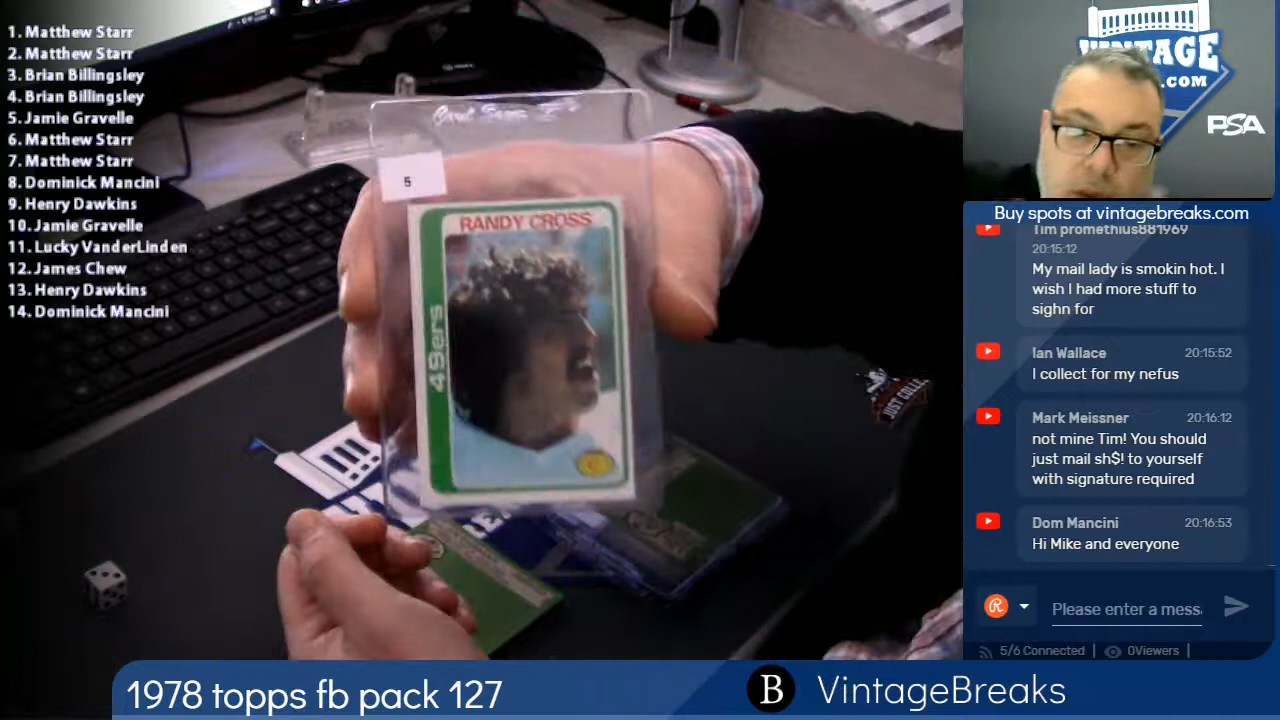 1. Matthew Starr
2. Matthew Starr
3. Brian Billingsley
4. Brian Billingsley
5. Jamie Gravelle
6. Matthew Starr
7. Matthew Starr
8. Dominick Mancini
9. Henry Dawkins
10. Jamie Gravelle
11. Lucky VanderLinden
12. James Chew
13. Henry Dawkins
14. Dominick Mancini
5
RANDY CROSS
49ers
VINTAGE
.COM
PSA
Buy spots at vintagebreaks.com
Tim promethius881969
20:15:12
My mail lady is smokin hot. I
wish I had more stuff to
sighn for
Ian Wallace 20:15:52
I collect for my nefus
Mark Meissner 20:16:12
not mine Tim! You should
just mail sh$! to yourself
with signature required
Dom Mancini 20:16:53
Hi Mike and everyone
Please enter a messa
5/6 Connected | 0Viewers |
1978 topps fb pack 127
B VintageBreaks